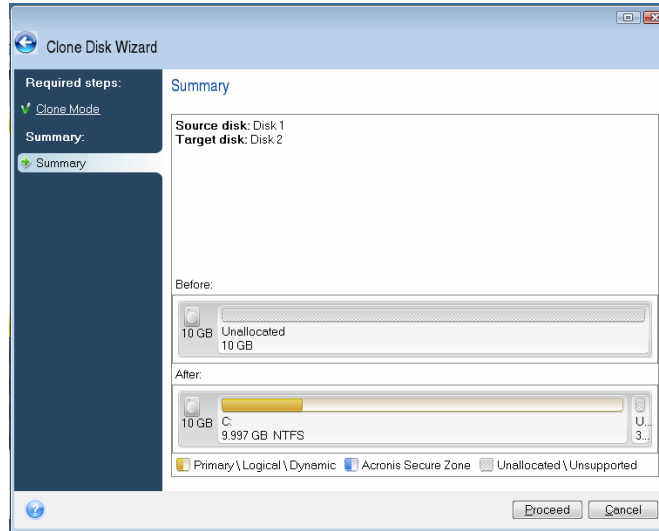 Clone Disk Wizard
Required steps:
Clone Mode
Summary:
Summary
Summary
Source disk: Disk 1
Target disk: Disk 2
Before:
10 GB
Unallocated
10 GB
After:
10 GB
C:
9.997 GB NTFS
U...
3...
Primary \ Logical \ Dynamic
Acronis Secure Zone
Unallocated \ Unsupported
?
Proceed
Cancel